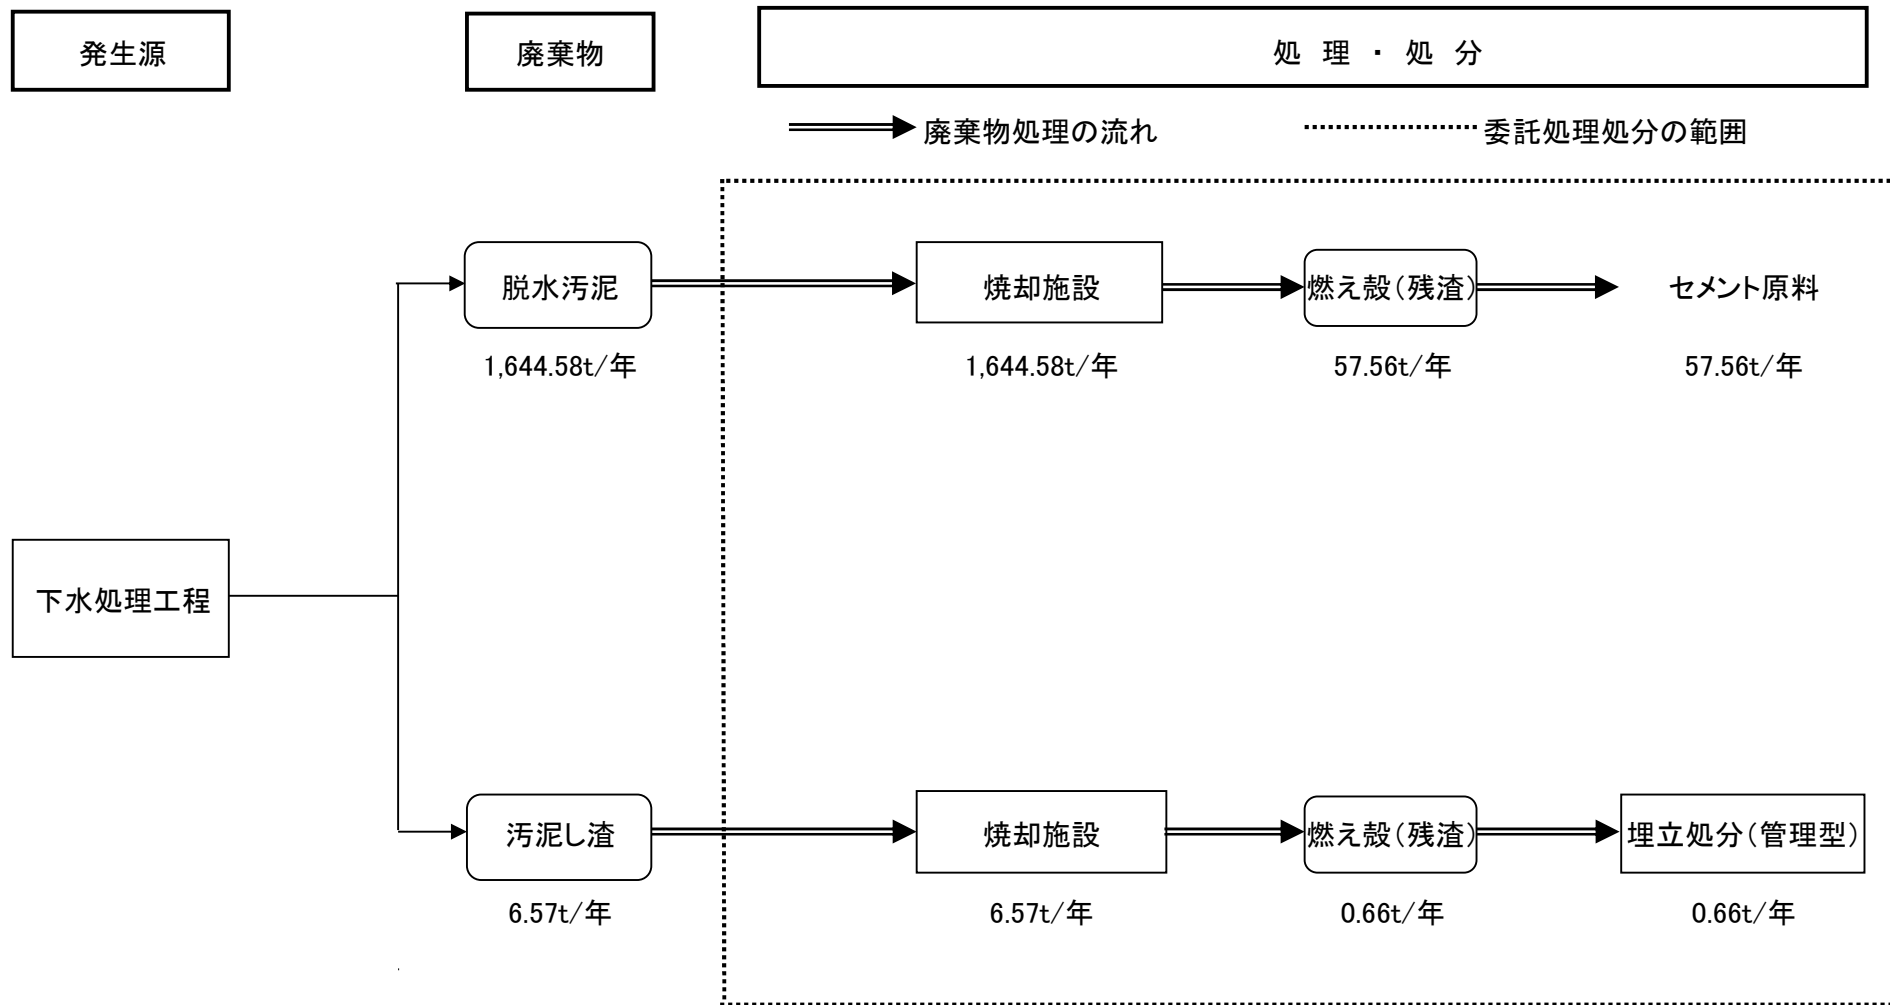 発生源
廃棄物
処 理 ・ 処 分
廃棄物処理の流れ
委託処理処分の範囲
脱水汚泥
焼却施設
燃え殻(残渣)
セメント原料
1,644.58t/年
1,644.58t/年
57.56t/年
57.56t/年
下水処理工程
汚泥し渣
焼却施設
燃え殻(残渣)
埋立処分(管理型)
6.57t/年
6.57t/年
0.66t/年
0.66t/年